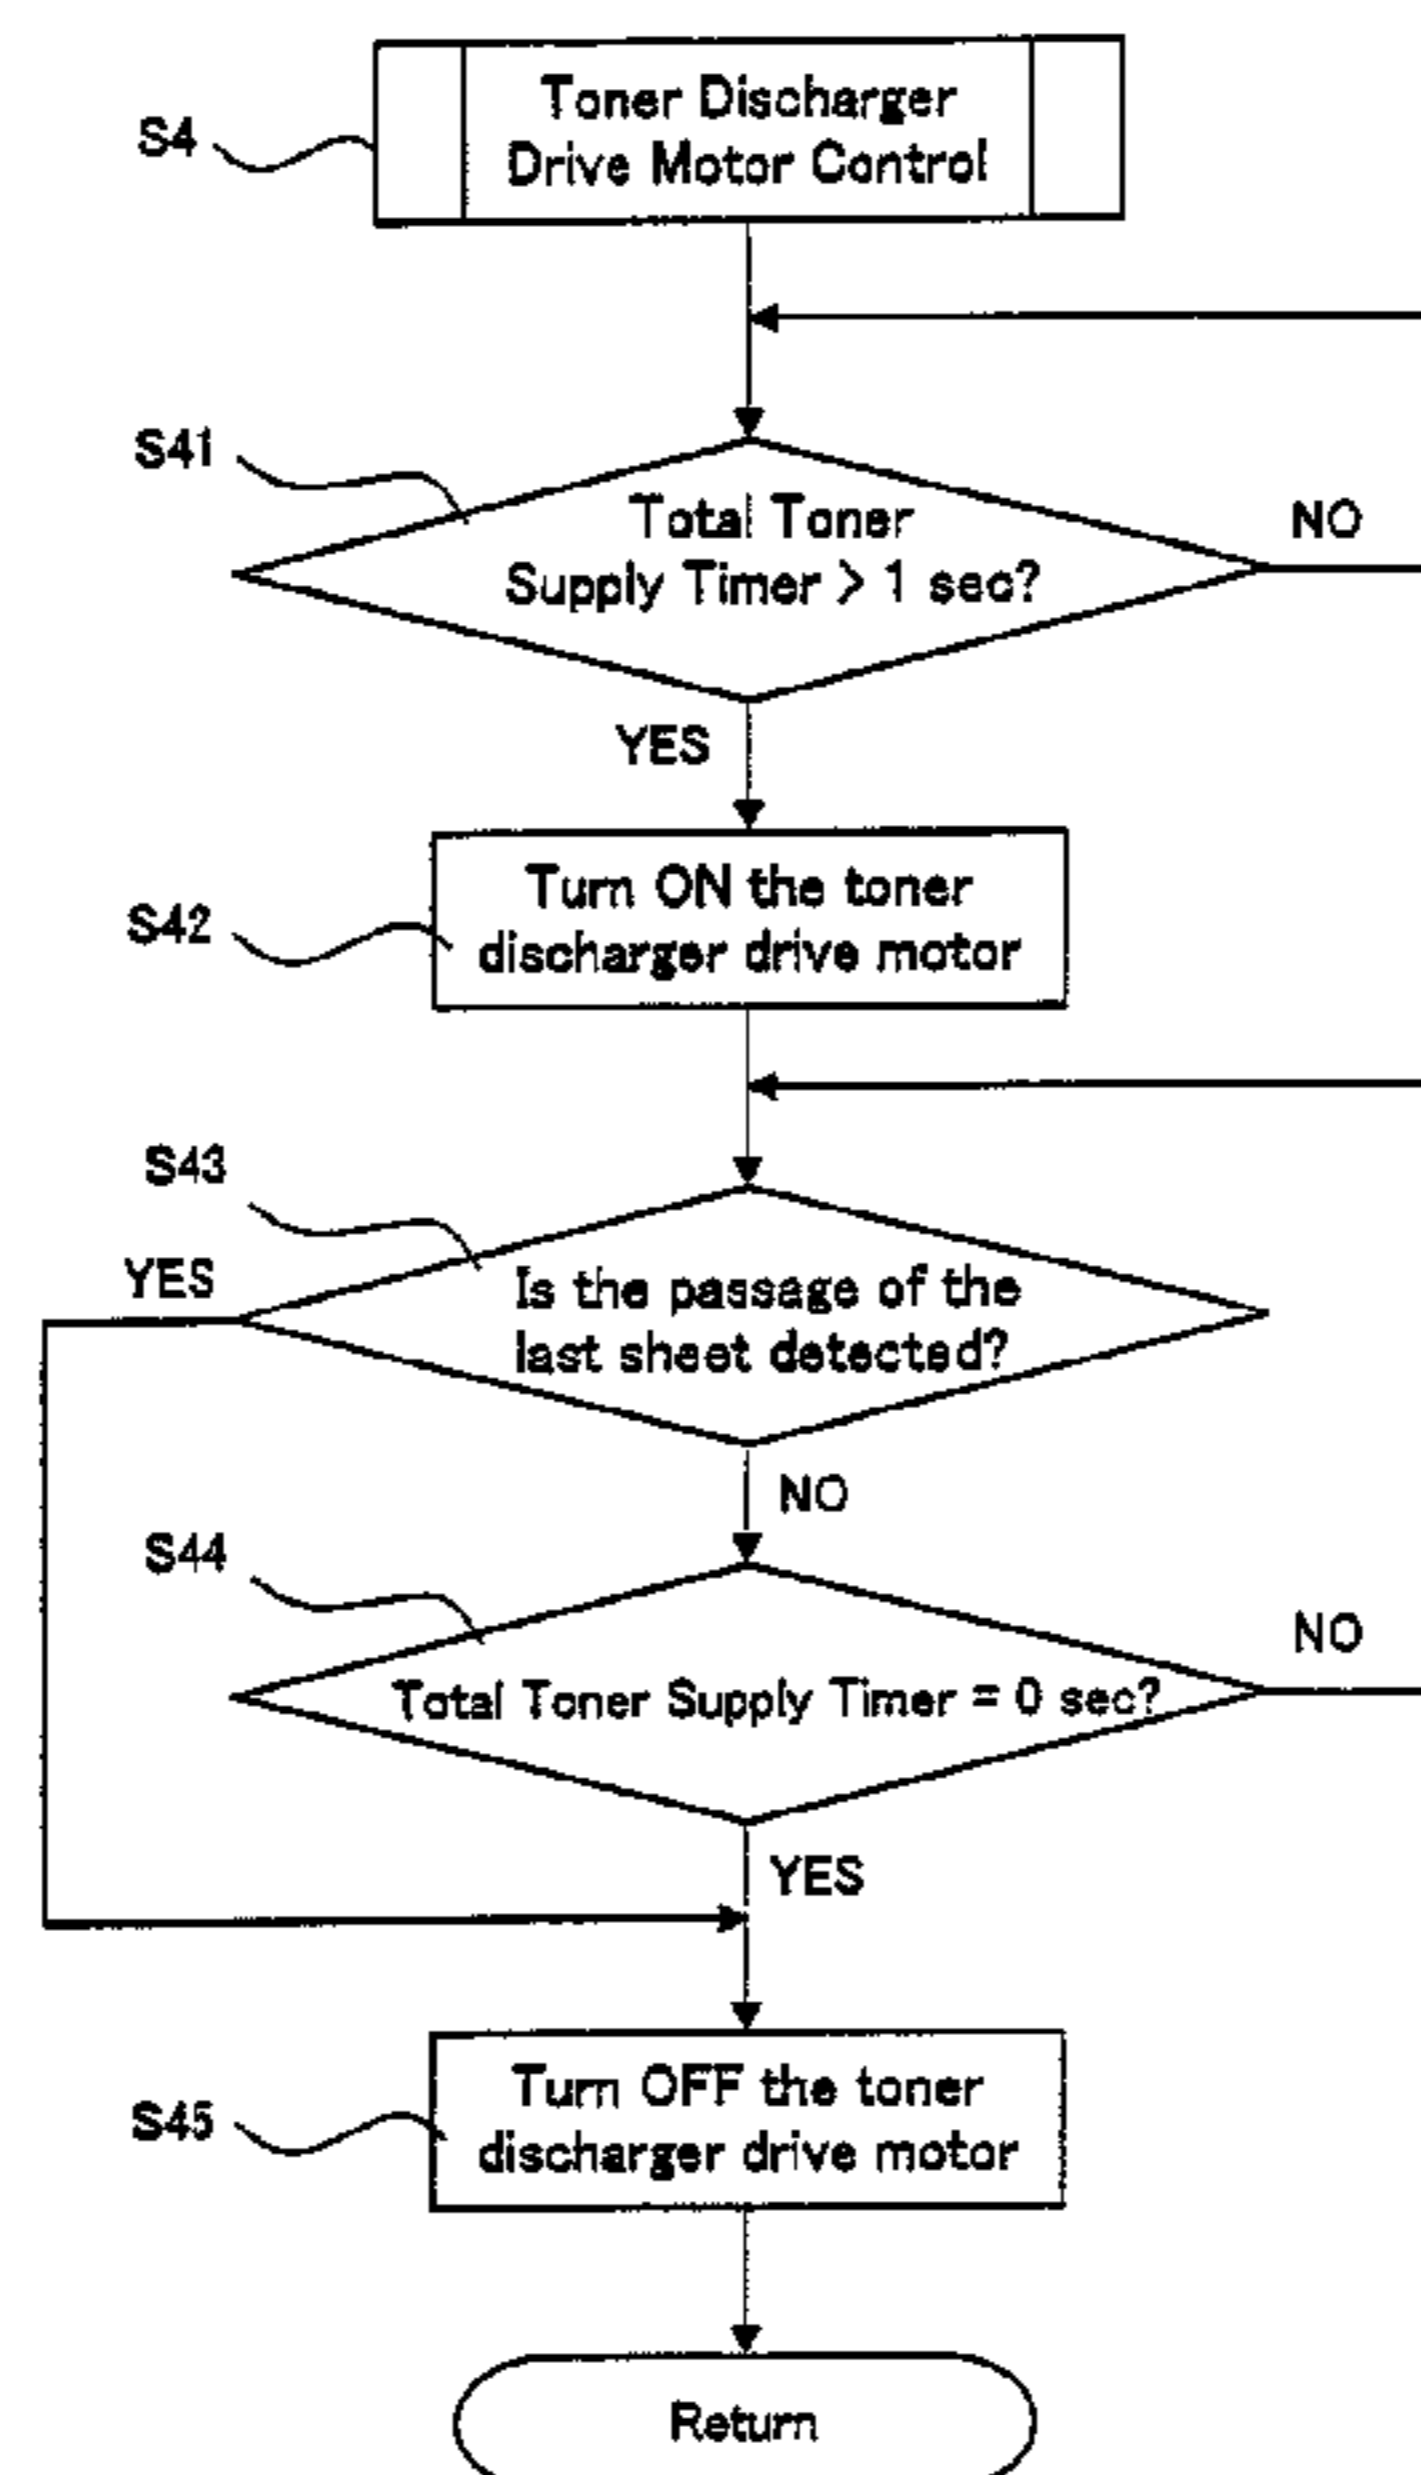 Toner Discharger
Drive Motor Control
S4
S41
Total Toner
Supply Timer > 1 sec?
NO
YES
Turn ON the toner
discharger drive motor
S42
S43
YES
Is the passage of the
last sheet detected?
NO
S44
NO
Total Toner Supply Timer = 0 sec?
YES
Turn OFF the toner
discharger drive motor
S45
Return